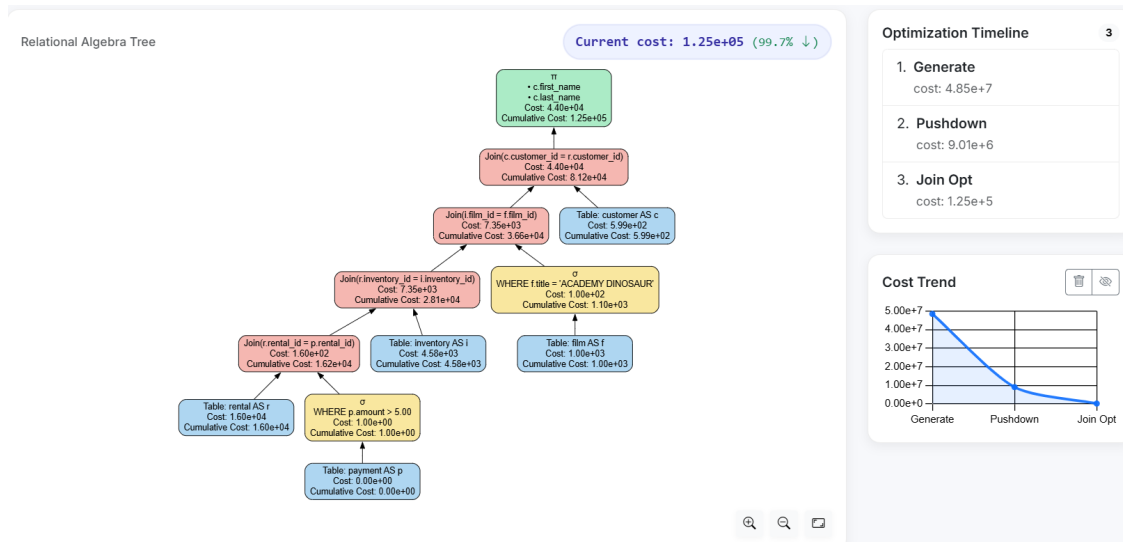 Relational Algebra Tree
Current cost: 1.25e+05 (99.7% ↓)
π
• c.first_name
• c.last_name
Cost: 4.40e+04
Cumulative Cost: 1.25e+05
Join(c.customer_id = r.customer_id)
Cost: 4.40e+04
Cumulative Cost: 8.12e+04
Join(i.film_id = f.film_id)
Cost: 7.35e+03
Cumulative Cost: 3.66e+04
Table: customer AS c
Cost: 5.99e+02
Cumulative Cost: 5.99e+02
Join(r.inventory_id = i.inventory_id)
Cost: 7.35e+03
Cumulative Cost: 2.81e+04
σ
WHERE f.title = 'ACADEMY DINOSAUR'
Cost: 1.00e+02
Cumulative Cost: 1.10e+03
Join(r.rental_id = p.rental_id)
Cost: 1.60e+02
Cumulative Cost: 1.62e+04
Table: inventory AS i
Cost: 4.58e+03
Cumulative Cost: 4.58e+03
Table: film AS f
Cost: 1.00e+03
Cumulative Cost: 1.00e+03
Table: rental AS r
Cost: 1.60e+04
Cumulative Cost: 1.60e+04
σ
WHERE p.amount > 5.00
Cost: 1.00e+00
Cumulative Cost: 1.00e+00
Table: payment AS p
Cost: 0.00e+00
Cumulative Cost: 0.00e+00
Optimization Timeline
3
1. Generate
cost: 4.85e+7
2. Pushdown
cost: 9.01e+6
3. Join Opt
cost: 1.25e+5
Cost Trend
5.00e+7
4.00e+7
3.00e+7
2.00e+7
1.00e+7
0.00e+0
Generate
Pushdown
Join Opt